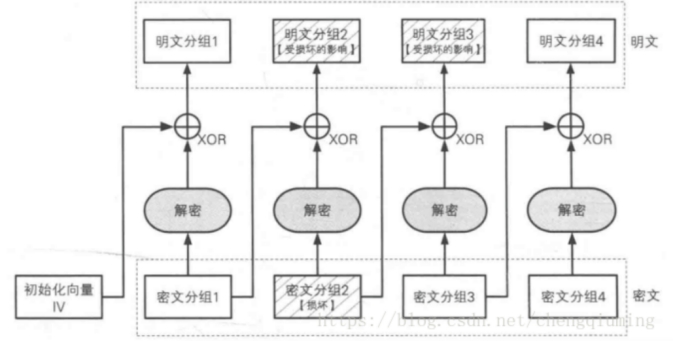 明文分组1
明文分组2
【受损坏的影响】
明文分组3
【受损坏的影响】
明文分组4
明文
XOR
XOR
XOR
XOR
解密
解密
解密
解密
初始化向量
IV
密文分组1
密文分组2
【损坏】
密文分组3
密文分组4
密文
https://blog.csdn.net/chengqiuming